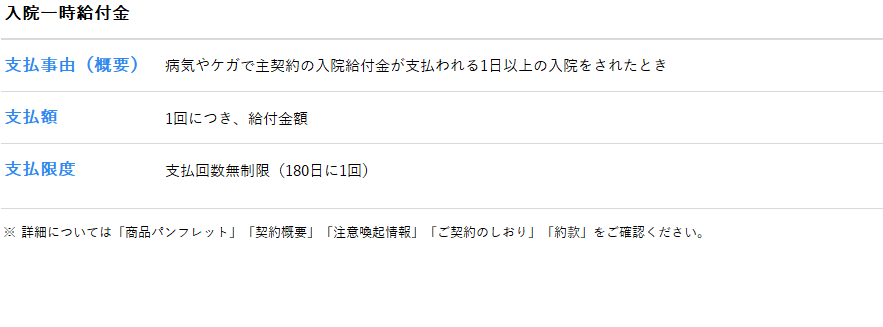 入院一時給付金
支払事由（概要） 病気やケガで主契約の入院給付金が支払われる1日以上の入院をされたとき
支払額 1回につき、給付金額
支払限度 支払回数無制限（180日に1回）
※ 詳細については「商品パンフレット」「契約概要」「注意喚起情報」「ご契約のしおり」「約款」をご確認ください。